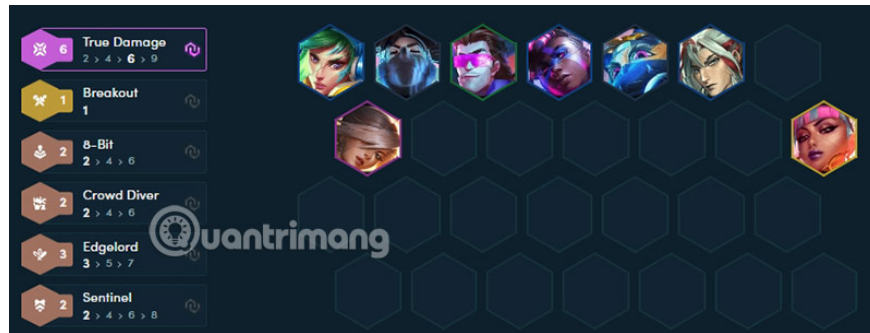 6 True Damage
2 > 4 > 6 > 9
1 Breakout
1
2 8-Bit
2 > 4 > 6
2 Crowd Diver
2 > 4 > 6
3 Edgelord
3 > 5 > 7
2 Sentinel
2 > 4 > 6 > 8
Quantrimang